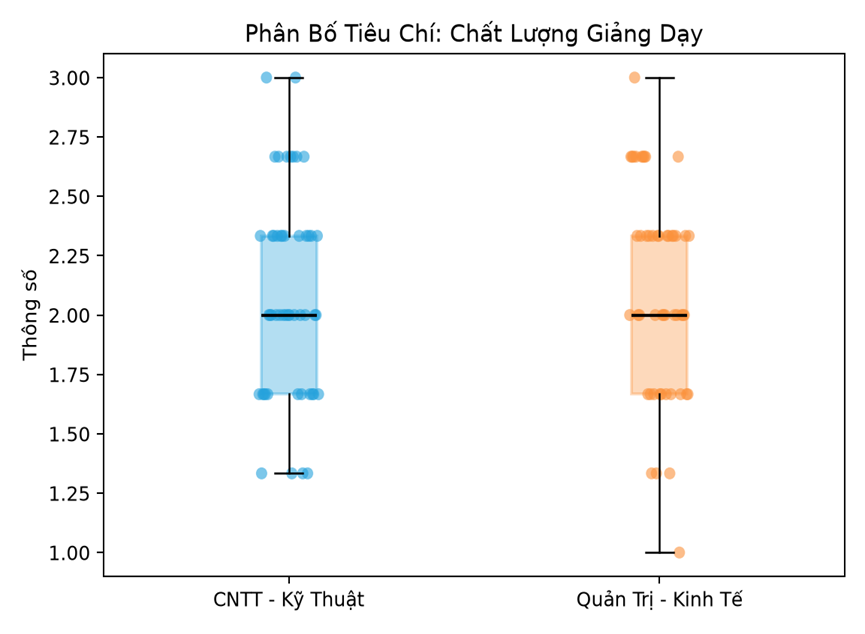 Phân Bố Tiêu Chí: Chất Lượng Giảng Dạy
Thông số
3.00
2.75
2.50
2.25
2.00
1.75
1.50
1.25
1.00
CNTT - Kỹ Thuật
Quản Trị - Kinh Tế